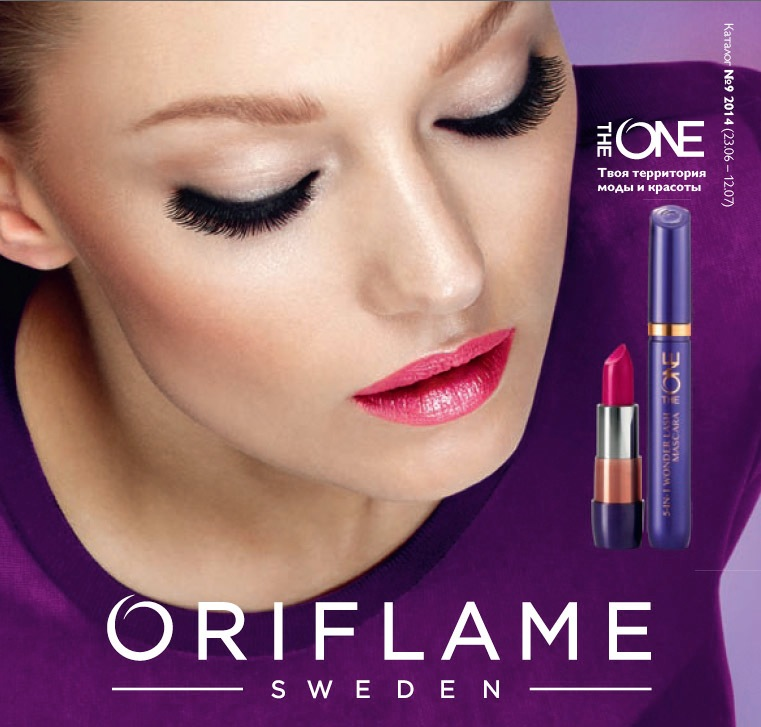 Каталог №9 2014 (23.06 – 12.07)
THE ONE
Твоя территория
моды и красоты
THE ONE
5-IN-1 WONDER LASH
MASCARA
ORIFLAME
SWEDEN